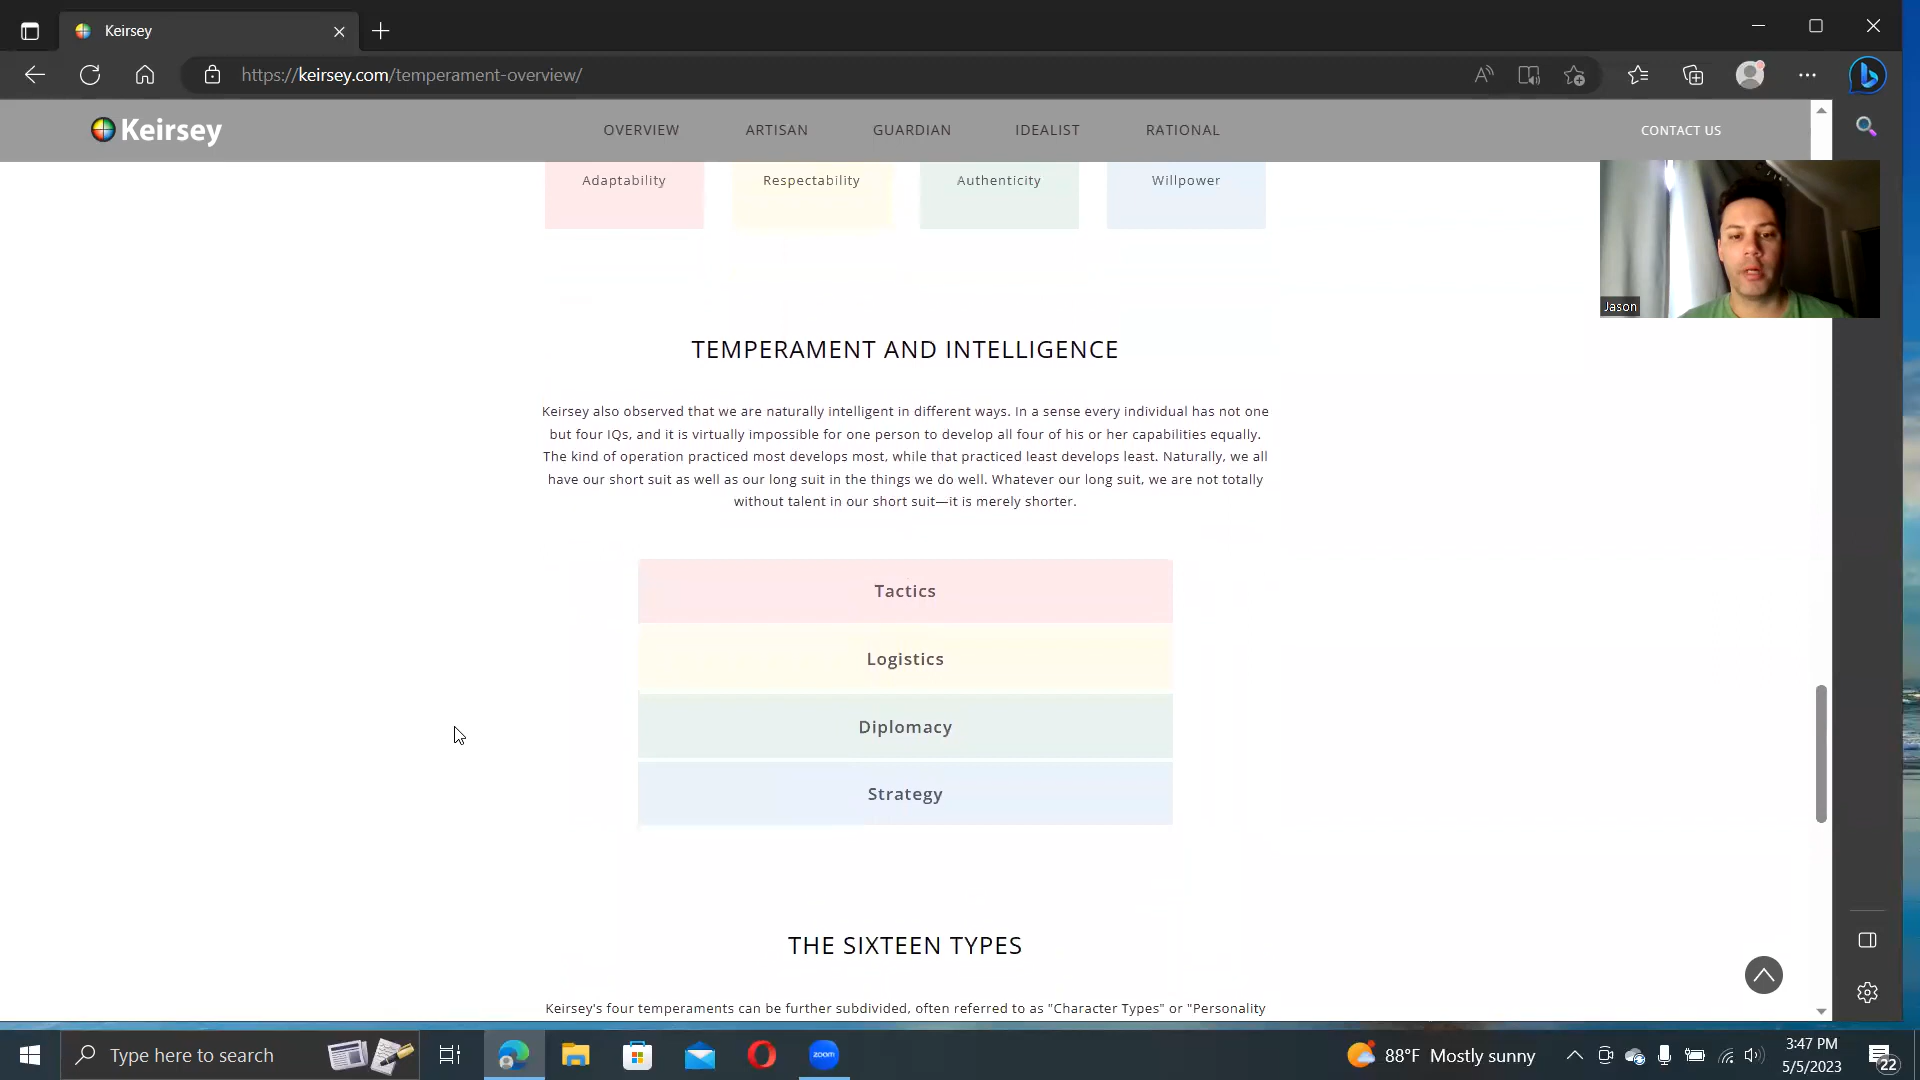 Keirsey
https://keirsey.com/temperament-overview/
Keirsey
OVERVIEW
ARTISAN
GUARDIAN
IDEALIST
RATIONAL
CONTACT US
Adaptability
Respectability
Authenticity
Willpower
Jason
TEMPERAMENT AND INTELLIGENCE
Keirsey also observed that we are naturally intelligent in different ways. In a sense every individual has not one
but four IQs, and it is virtually impossible for one person to develop all four of his or her capabilities equally.
The kind of operation practiced most develops most, while that practiced least develops least. Naturally, we all
have our short suit as well as our long suit in the things we do well. Whatever our long suit, we are not totally
without talent in our short suit—it is merely shorter.
Tactics
Logistics
Diplomacy
Strategy
THE SIXTEEN TYPES
Keirsey's four temperaments can be further subdivided, often referred to as "Character Types" or "Personality
Type here to search
zoom
88°F Mostly sunny
3:47 PM
5/5/2023
22